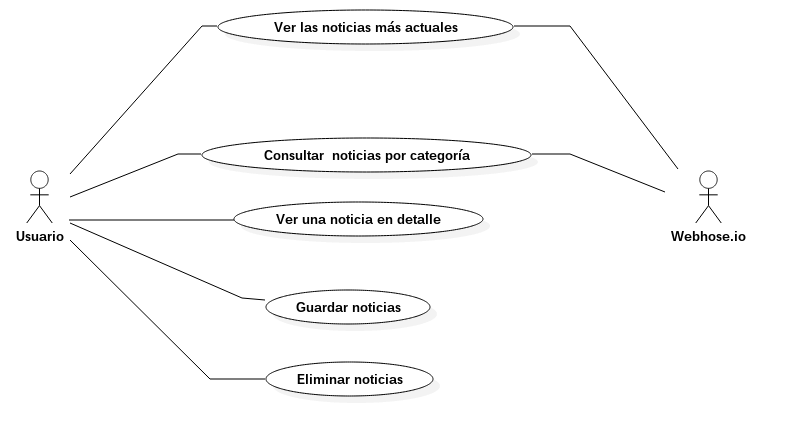 Ver las noticias más actuales
Consultar  noticias por categoría
Ver una noticia en detalle
Usuario
Webhose.io
Guardar noticias
Eliminar noticias